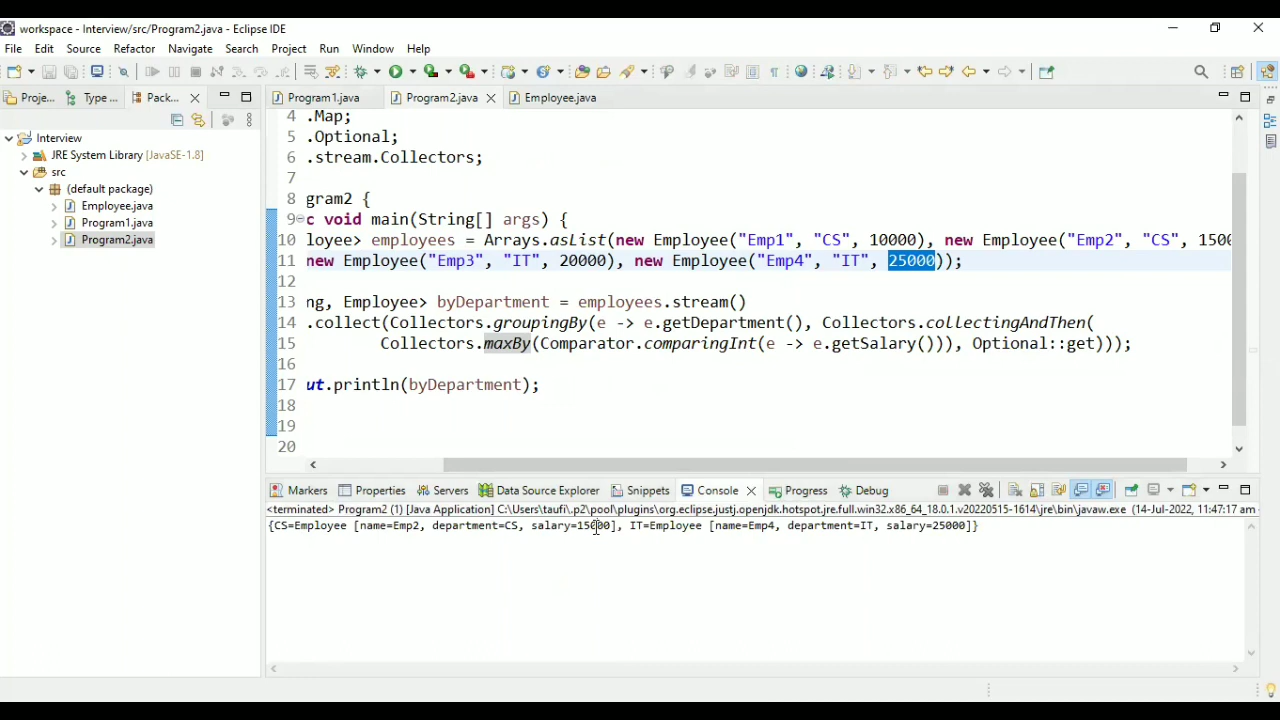 workspace - Interview/src/Program2.java - Eclipse IDE
File Edit Source Refactor Navigate Search Project Run Window Help
Proje... Type ... Pack... Program1.java Program2.java Employee.java
Interview
JRE System Library [JavaSE-1.8]
src
(default package)
Employee.java
Program1.java
Program2.java
4 .Map;
5 .Optional;
6 .stream.Collectors;
7
8 gram2 {
9 c void main(String[] args) {
10 loyee> employees = Arrays.asList(new Employee("Emp1", "CS", 10000), new Employee("Emp2", "CS", 1500
11 new Employee("Emp3", "IT", 20000), new Employee("Emp4", "IT", 25000));
12
13 ng, Employee> byDepartment = employees.stream()
14 .collect(Collectors.groupingBy(e -> e.getDepartment(), Collectors.collectingAndThen(
15 Collectors.maxBy(Comparator.comparingInt(e -> e.getSalary())), Optional::get)));
16
17 ut.println(byDepartment);
18
19
20
Markers Properties Servers Data Source Explorer Snippets Console Progress Debug
<terminated> Program2 (1) [Java Application] C:\Users\taufi\.p2\pool\plugins\org.eclipse.justj.openjdk.hotspot.jre.full.win32.x86_64_18.0.1.v20220515-1614\jre\bin\javaw.exe (14-Jul-2022, 11:47:17 am
{CS=Employee [name=Emp2, department=CS, salary=15000], IT=Employee [name=Emp4, department=IT, salary=25000]}